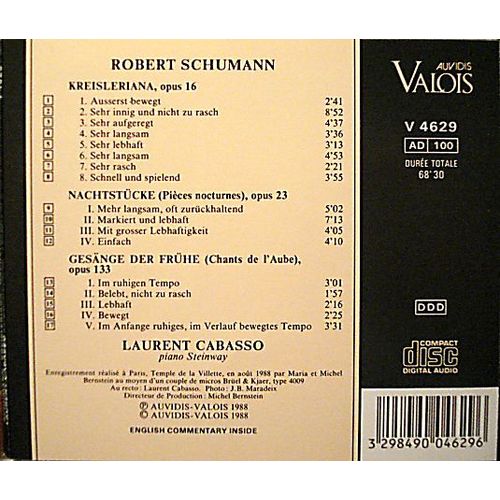 ROBERT SCHUMANN
KREISLERIANA, opus 16
1 1. Ausserst bewegt 2'41
2 2. Sehr innig und nicht zu rasch 8'52
3 3. Sehr aufgeregt 4'37
4 4. Sehr langsam 3'36
5 5. Sehr lebhaft 3'13
6 6. Sehr langsam 4'53
7 7. Sehr rasch 2'21
8 8. Schnell und spielend 3'55
NACHTSTÜCKE (Pièces nocturnes), opus 23
9 I. Mehr langsam, oft zurückhaltend 5'02
10 II. Markiert und lebhaft 7'13
11 III. Mit grosser Lebhaftigkeit 4'05
12 IV. Einfach 4'10
GESÄNGE DER FRÜHE (Chants de l'Aube),
opus 133
13 I. Im ruhigen Tempo 3'01
14 II. Belebt, nicht zu rasch 1'57
15 III. Lebhaft 2'16
16 IV. Bewegt 2'25
17 V. Im Anfange ruhiges, im Verlauf bewegtes Tempo 3'31
LAURENT CABASSO
piano Steinway
Enregistrement réalisé à Paris, Temple de la Villette, en août 1988 par Maria et Michel
Bernstein au moyen d'un couple de micros Brüel & Kjaer, type 4009
Au recto : Laurent Cabasso. Photo : J.B. Maradeix
Directeur de Production : Michel Bernstein
Ⓟ AUVIDIS-VALOIS 1988
© AUVIDIS-VALOIS 1988
ENGLISH COMMENTARY INSIDE
AUVIDIS
VALOIS
V 4629
AD 100
DURÉE TOTALE
68'30
DDD
COMPACT
disc
DIGITAL AUDIO
3 298490 046296